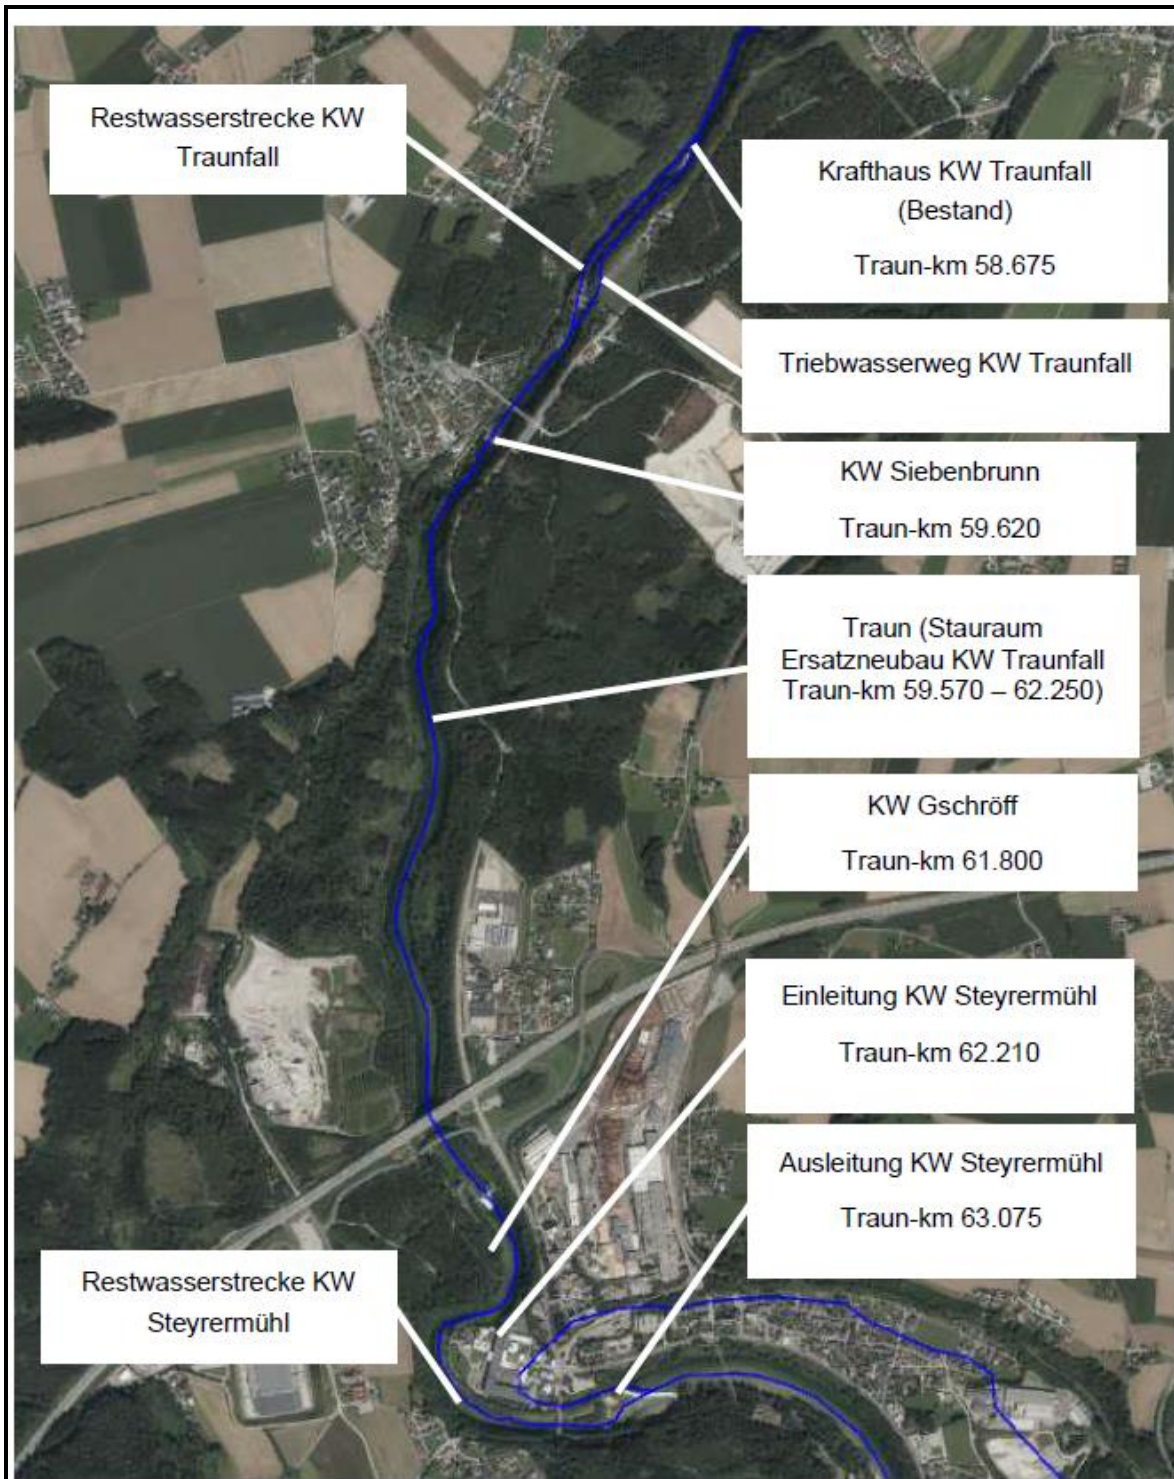 Restwasserstrecke KW
Traunfall
Krafthaus KW Traunfall
(Bestand)
Traun-km 58.675
Triebwasserweg KW Traunfall
KW Siebenbrunn
Traun-km 59.620
Traun (Stauraum
Ersatzneubau KW Traunfall
Traun-km 59.570 – 62.250)
KW Gschröff
Traun-km 61.800
Einleitung KW Steyrermühl
Traun-km 62.210
Ausleitung KW Steyrermühl
Traun-km 63.075
Restwasserstrecke KW
Steyrermühl